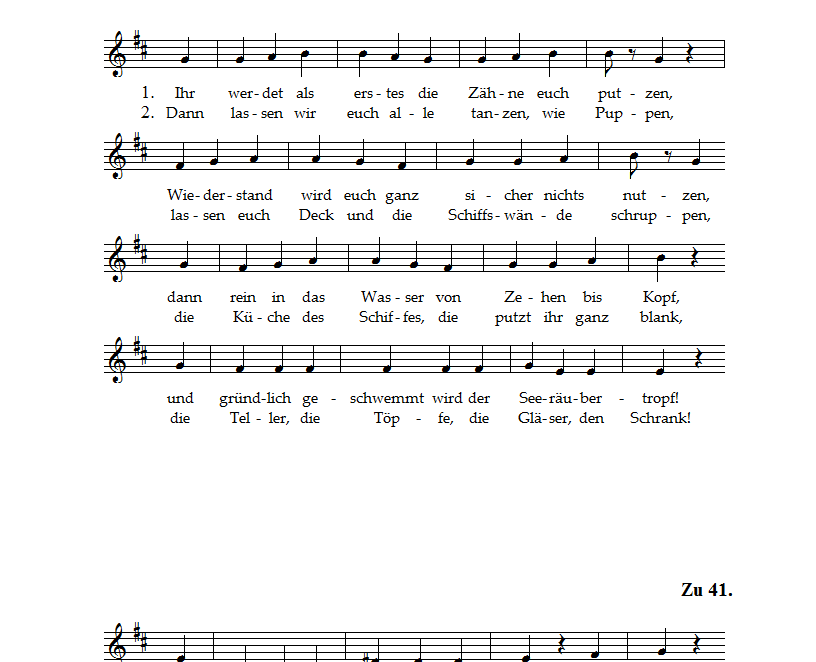 1. Ihr wer-det als ers-tes die Zäh-ne euch put-zen,
2. Dann las-sen wir euch al-le tan-zen, wie Pup-pen,
Wie-der-stand wird euch ganz si-cher nichts nut-zen,
las-sen euch Deck und die Schiffs-wän-de schrup-pen,
dann rein in das Was-ser von Ze-hen bis Kopf,
die Kü-che des Schif-fes, die putzt ihr ganz blank,
und gründ-lich ge-schwemmt wird der See-räu-ber-tropf!
die Tel-ler, die Töp-fe, die Glä-ser, den Schrank!
Zu 41.